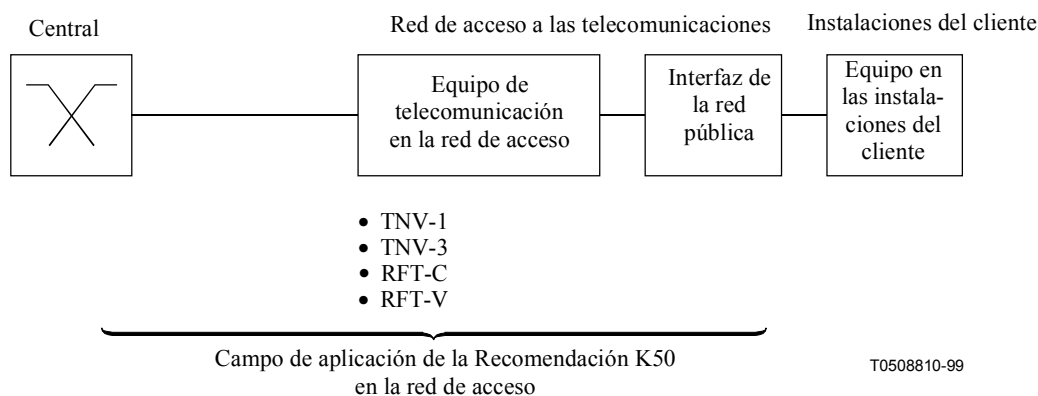 Central
Red de acceso a las telecomunicaciones
Instalaciones del cliente
Equipo de
telecomunicación
en la red de acceso
Interfaz de
la red
pública
Equipo en
las instala-
ciones del
cliente
• TNV-1
• TNV-3
• RFT-C
• RFT-V
Campo de aplicación de la Recomendación K50
en la red de acceso
T0508810-99